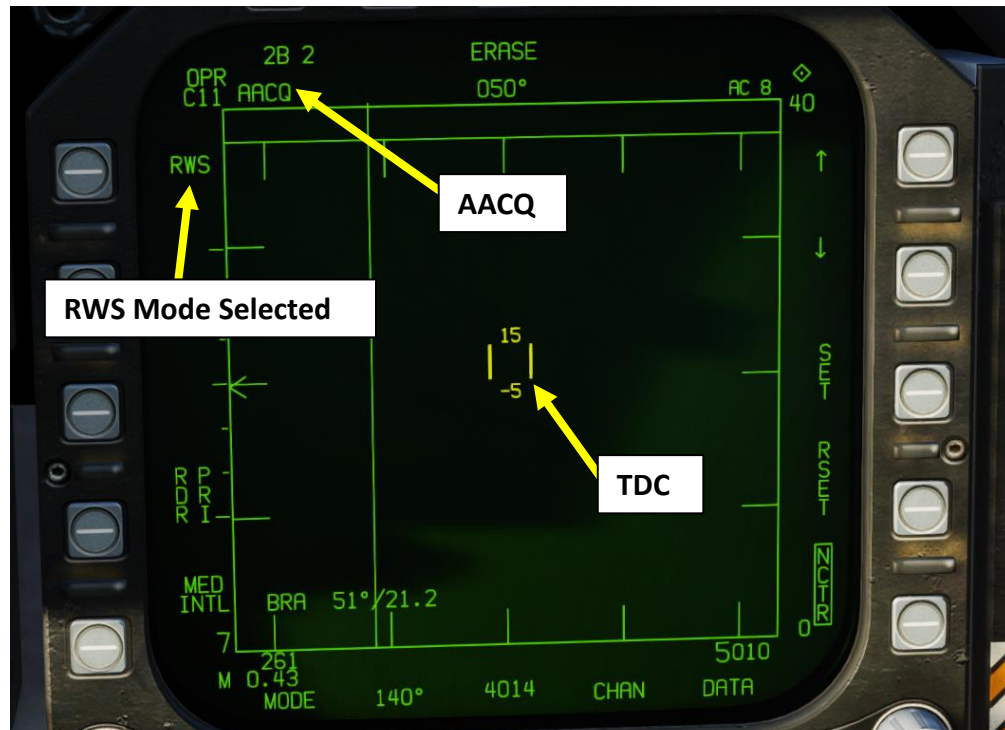 2B 2
ERASE
OPR
C11
AACQ
050°
AC 8
40
RWS
AACQ
RWS Mode Selected
15
-5
SET
TDC
R P
D R
R I
RSET
MED
INTL
BRA 51°/21.2
NCTR
7
0
261
5010
M 0.43
MODE
140°
4014
CHAN
DATA